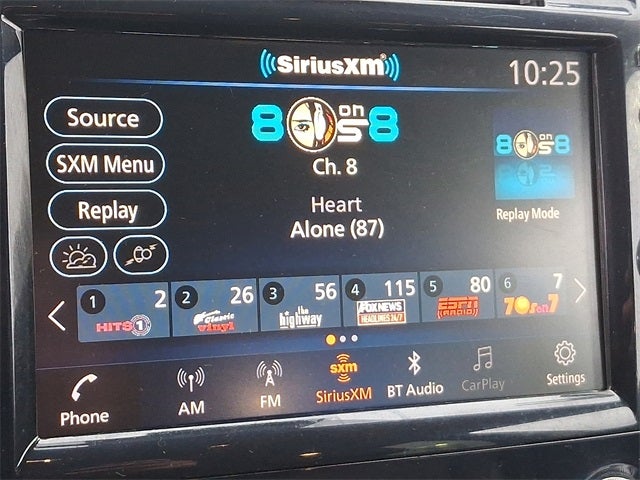 SiriusXM
10:25
Source
SXM Menu
Replay
8 on 8
80s
Ch. 8
Heart
Alone (87)
8 on 8
Replay Mode
1 2 HITS 1
2 26 Classic vinyl
3 56 the highway
4 115 FOX NEWS HEADLINES 24/7
5 80 ESPN RADIO
6 7 70s on 7
Phone
AM
FM
sxm
SiriusXM
BT Audio
CarPlay
Settings